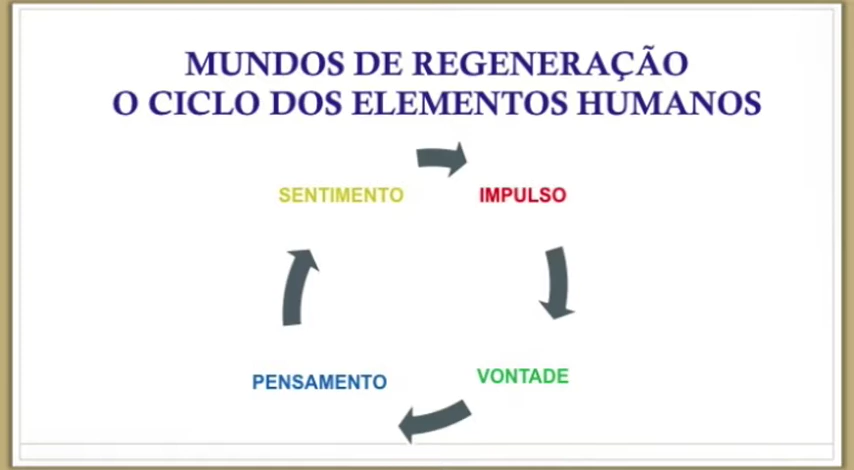 MUNDOS DE REGENERAÇÃO
O CICLO DOS ELEMENTOS HUMANOS
SENTIMENTO
IMPULSO
PENSAMENTO
VONTADE